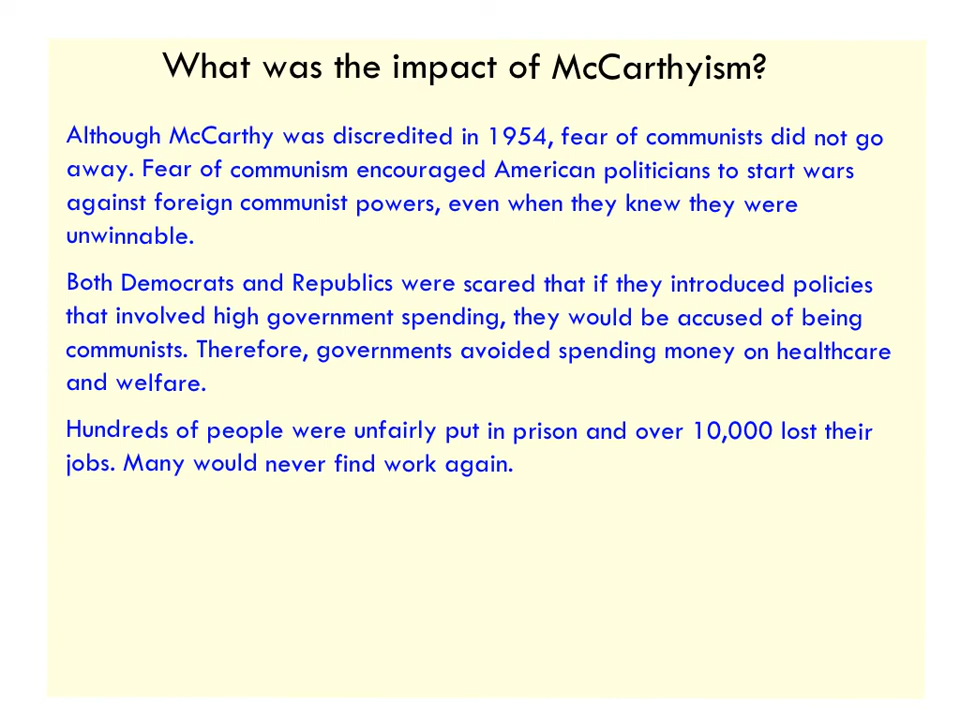 What was the impact of McCarthyism?
Although McCarthy was discredited in 1954, fear of communists did not go
away. Fear of communism encouraged American politicians to start wars
against foreign communist powers, even when they knew they were
unwinnable.
Both Democrats and Republics were scared that if they introduced policies
that involved high government spending, they would be accused of being
communists. Therefore, governments avoided spending money on healthcare
and welfare.
Hundreds of people were unfairly put in prison and over 10,000 lost their
jobs. Many would never find work again.